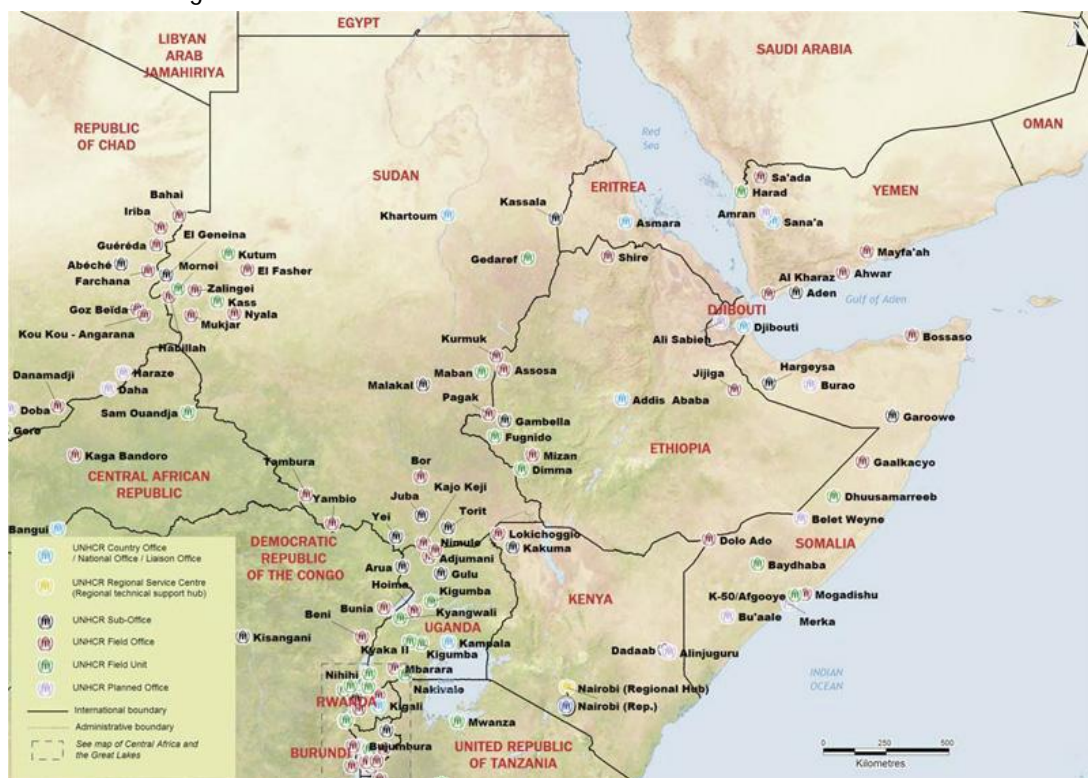 EGYPT
LIBYAN
ARAB
JAMAHIRIYA
SAUDI ARABIA
N
REPUBLIC
OF CHAD
OMAN
Red
Sea
SUDAN
ERITREA
YEMEN
Sa'ada
Harad
Bahai
Kassala
Amran
Iriba
Khartoum
Asmara
Sana'a
El Geneina
Guéréda
Kutum
Mayfa'ah
Abéché
Mornei
Gedaref
Shire
El Fasher
Farchana
Al Kharaz
Ahwar
Zalingei
Aden
Kass
Gulf of Aden
Goz Beïda
DJIBOUTI
Mukjar
Nyala
Kou Kou - Angarana
Djibouti
Ali Sabieh
Bossaso
Habillah
Kurmuk
Hargeysa
Danamadji
Haraze
Maban
Assosa
Jijiga
Malakal
Burao
Daha
Pagak
Addis Ababa
Doba
Sam Ouandja
Gambella
Garoowe
Gore
Fugnido
ETHIOPIA
Kaga Bandoro
Mizan
Gaalkacyo
Tambura
Bor
Dimma
CENTRAL AFRICAN
REPUBLIC
Kajo Keji
Dhuusamarreeb
Yambio
Juba
Torit
Belet Weyne
Bangui
Yei
Lokichoggio
DEMOCRATIC
REPUBLIC
OF THE CONGO
Nimule
Kakuma
Dolo Ado
SOMALIA
Adjumani
Arua
Baydhaba
Gulu
Hoima
Kigumba
KENYA
K-50/Afgooye
Mogadishu
Bunia
Kyangwali
Beni
Bu'aale
Merka
UGANDA
Kisangani
Kampala
Kyaka II
Kigumba
Dadaab
Alinjuguru
Mbarara
Nihihi
INDIAN
OCEAN
Nakivale
Nairobi (Regional Hub)
RWANDA
Kigali
Nairobi (Rep.)
Mwanza
Bujumbura
BURUNDI
UNITED REPUBLIC
OF TANZANIA
0 250 500
Kilometres
UNHCR Country Office
/ National Office / Liaison Office
UNHCR Regional Service Centre
(Regional technical support hub)
UNHCR Sub-Office
UNHCR Field Office
UNHCR Field Unit
UNHCR Planned Office
International boundary
Administrative boundary
See map of Central Africa and
the Great Lakes